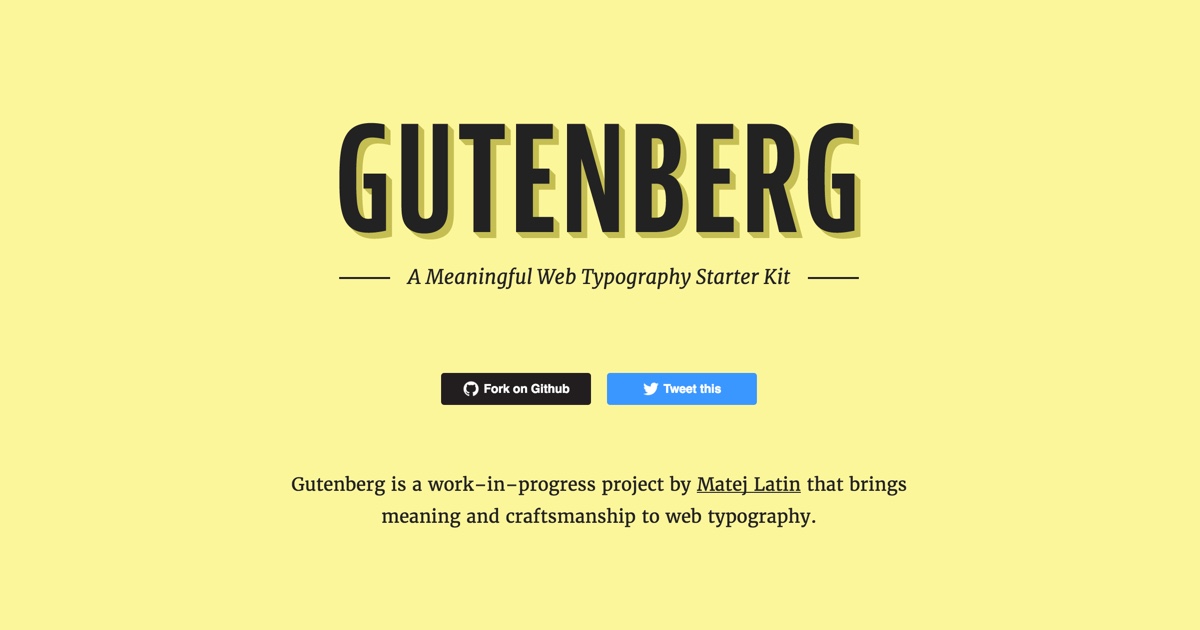 GUTENBERG
A Meaningful Web Typography Starter Kit
Fork on Github
Tweet this
Gutenberg is a work–in–progress project by Matej Latin that brings
meaning and craftsmanship to web typography.